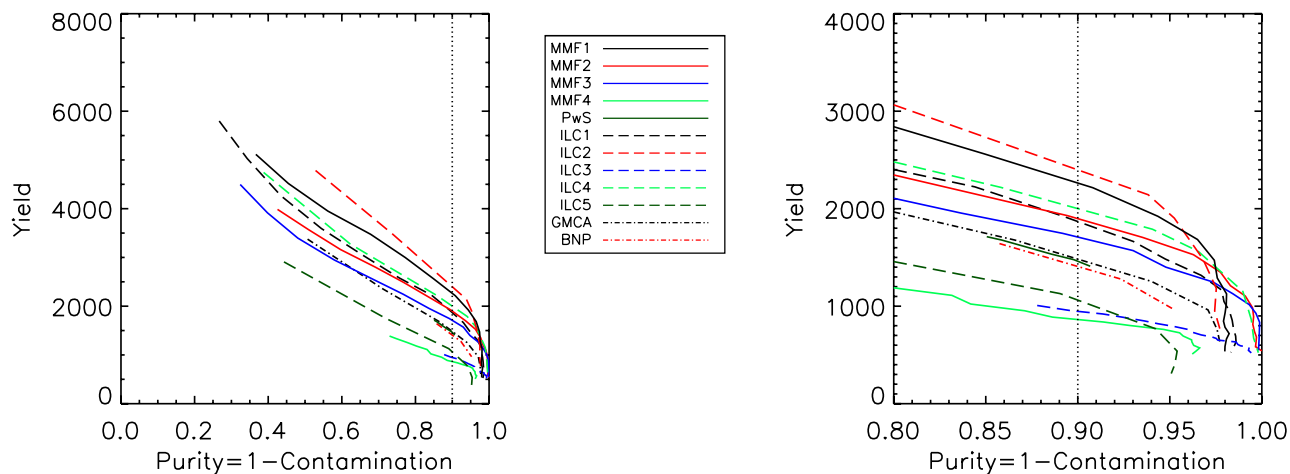 8000
6000
4000
2000
0
Yield
0.0 0.2 0.4 0.6 0.8 1.0
Purity=1-Contamination
MMF1
MMF2
MMF3
MMF4
PwS
ILC1
ILC2
ILC3
ILC4
ILC5
GMCA
BNP
4000
3000
2000
1000
0
Yield
0.80 0.85 0.90 0.95 1.00
Purity=1-Contamination